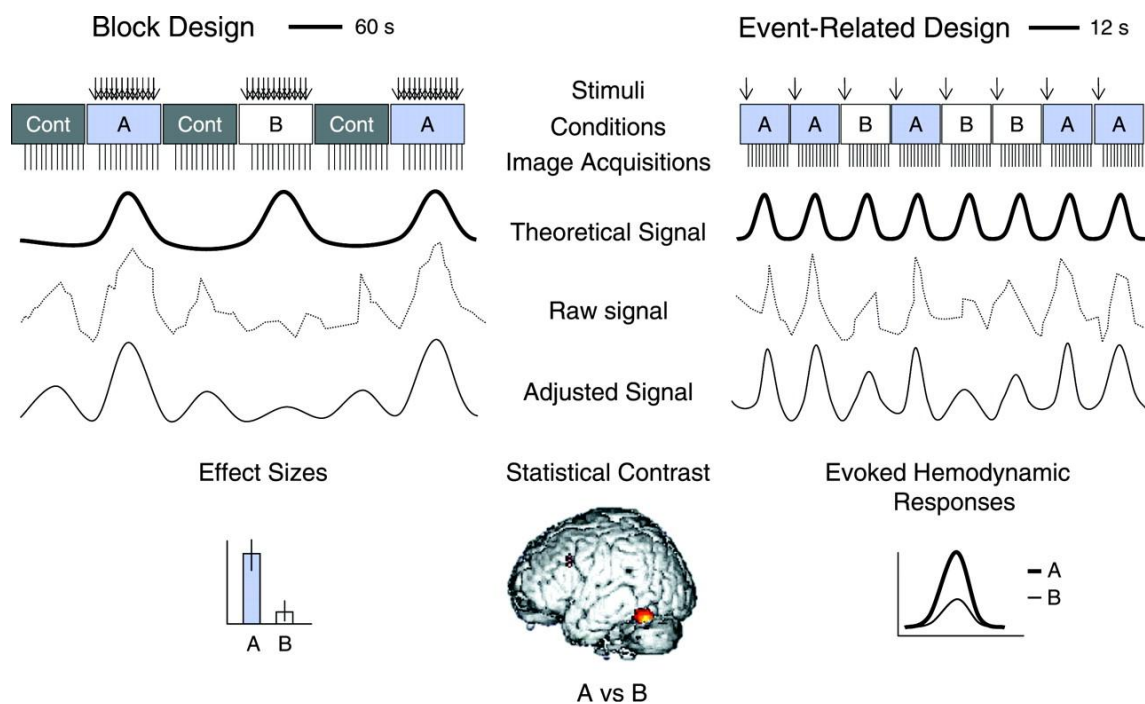 Block Design
60 s
Event-Related Design
12 s
Stimuli
Cont A Cont B Cont A
Conditions
A A B A B B A A
Image Acquisitions
Theoretical Signal
Raw signal
Adjusted Signal
Effect Sizes
Statistical Contrast
Evoked Hemodynamic
Responses
A
B
A B
A vs B